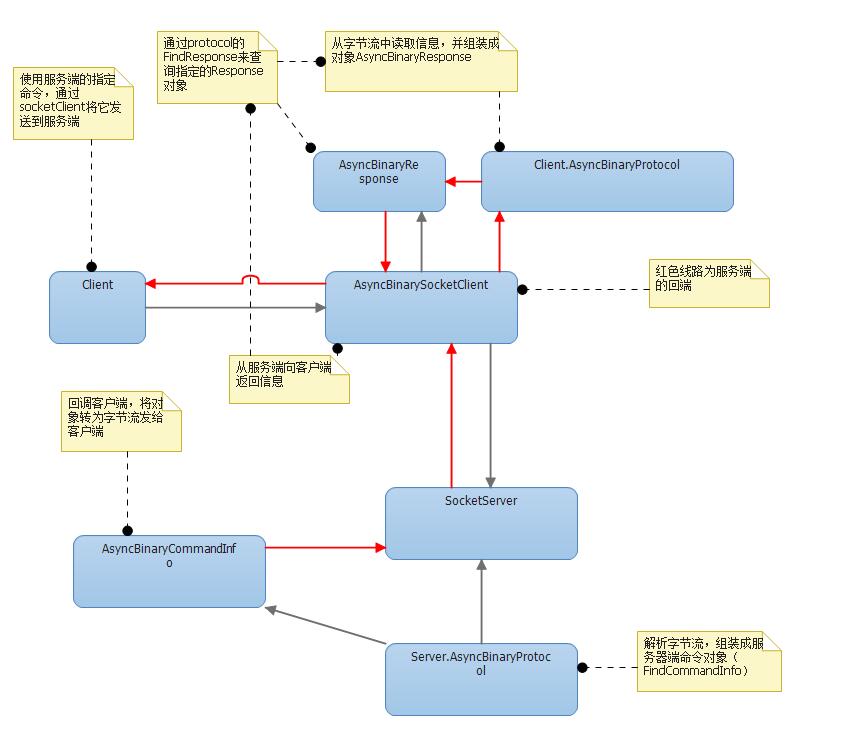 通过protocol的
FindResponse来查
询指定的Response
对象
从字节流中读取信息，并组装成
对象AsyncBinaryResponse
使用服务端的指定
命令，通过
socketClient将它发
送到服务端
AsyncBinaryRe
sponse
Client.AsyncBinaryProtocol
Client
AsyncBinarySocketClient
红色线路为服务端
的回端
从服务端向客户端
返回信息
回调客户端，将对
象转为字节流发给
客户端
SocketServer
AsyncBinaryCommandInf
o
Server.AsyncBinaryProtoc
ol
解析字节流，组装成服
务器端命令对象（
FindCommandInfo）